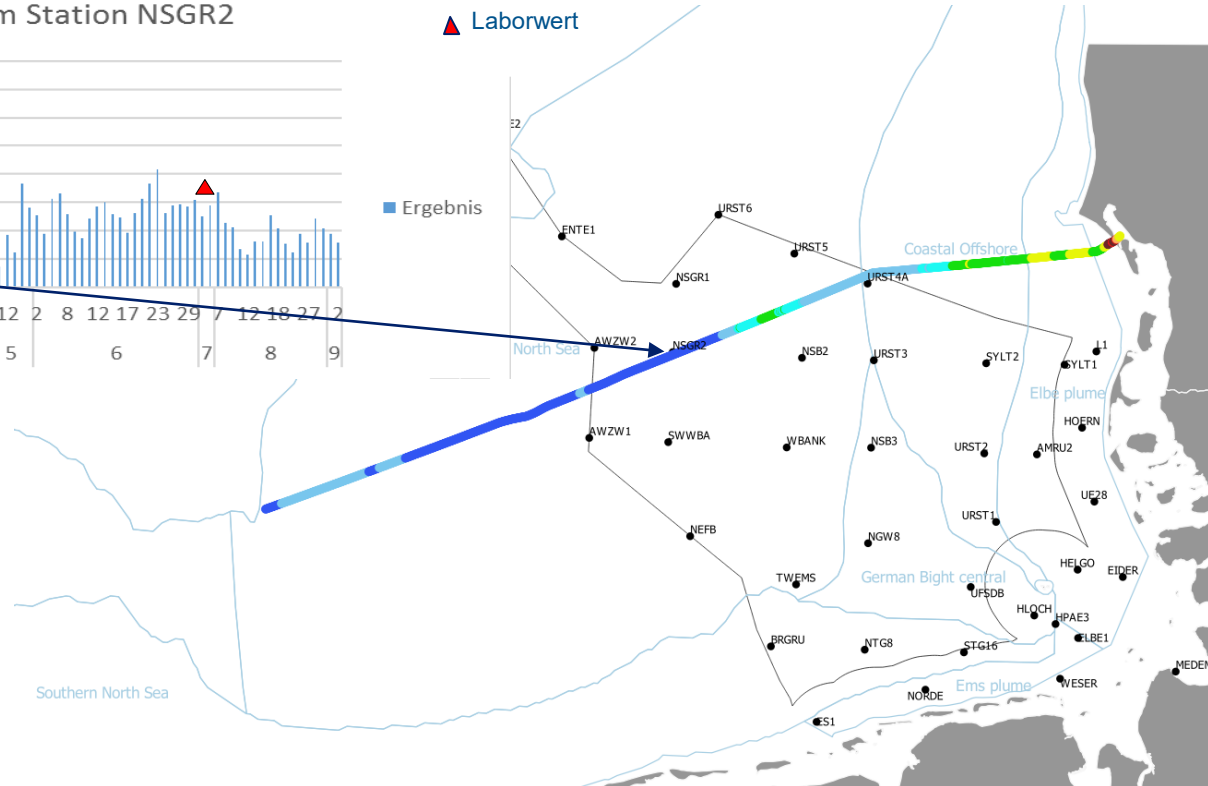 m Station NSGR2
Laborwert
Ergebnis
12 2 8 12 17 23 29 7 12 18 27 2
5 6 7 8 9
E2
URST6
ENTE1
URST5
Coastal Offshore
NSGR1
URST4A
North Sea
AWZW2
NSGR2
NSB2
URST3
SYLT2
L1
SYLT1
Elbe plume
HOERN
AWZW1
SWWBA
WBANK
NSB3
URST2
AMRU2
UE28
URST1
NEFB
NGW8
HELGO
EIDER
TWEMS
German Bight central
UFSDB
HLOCH
HPAE3
ELBE1
BRGRU
NTG8
STG16
MEDEM
Southern North Sea
Ems plume
WESER
NORDE
ES1